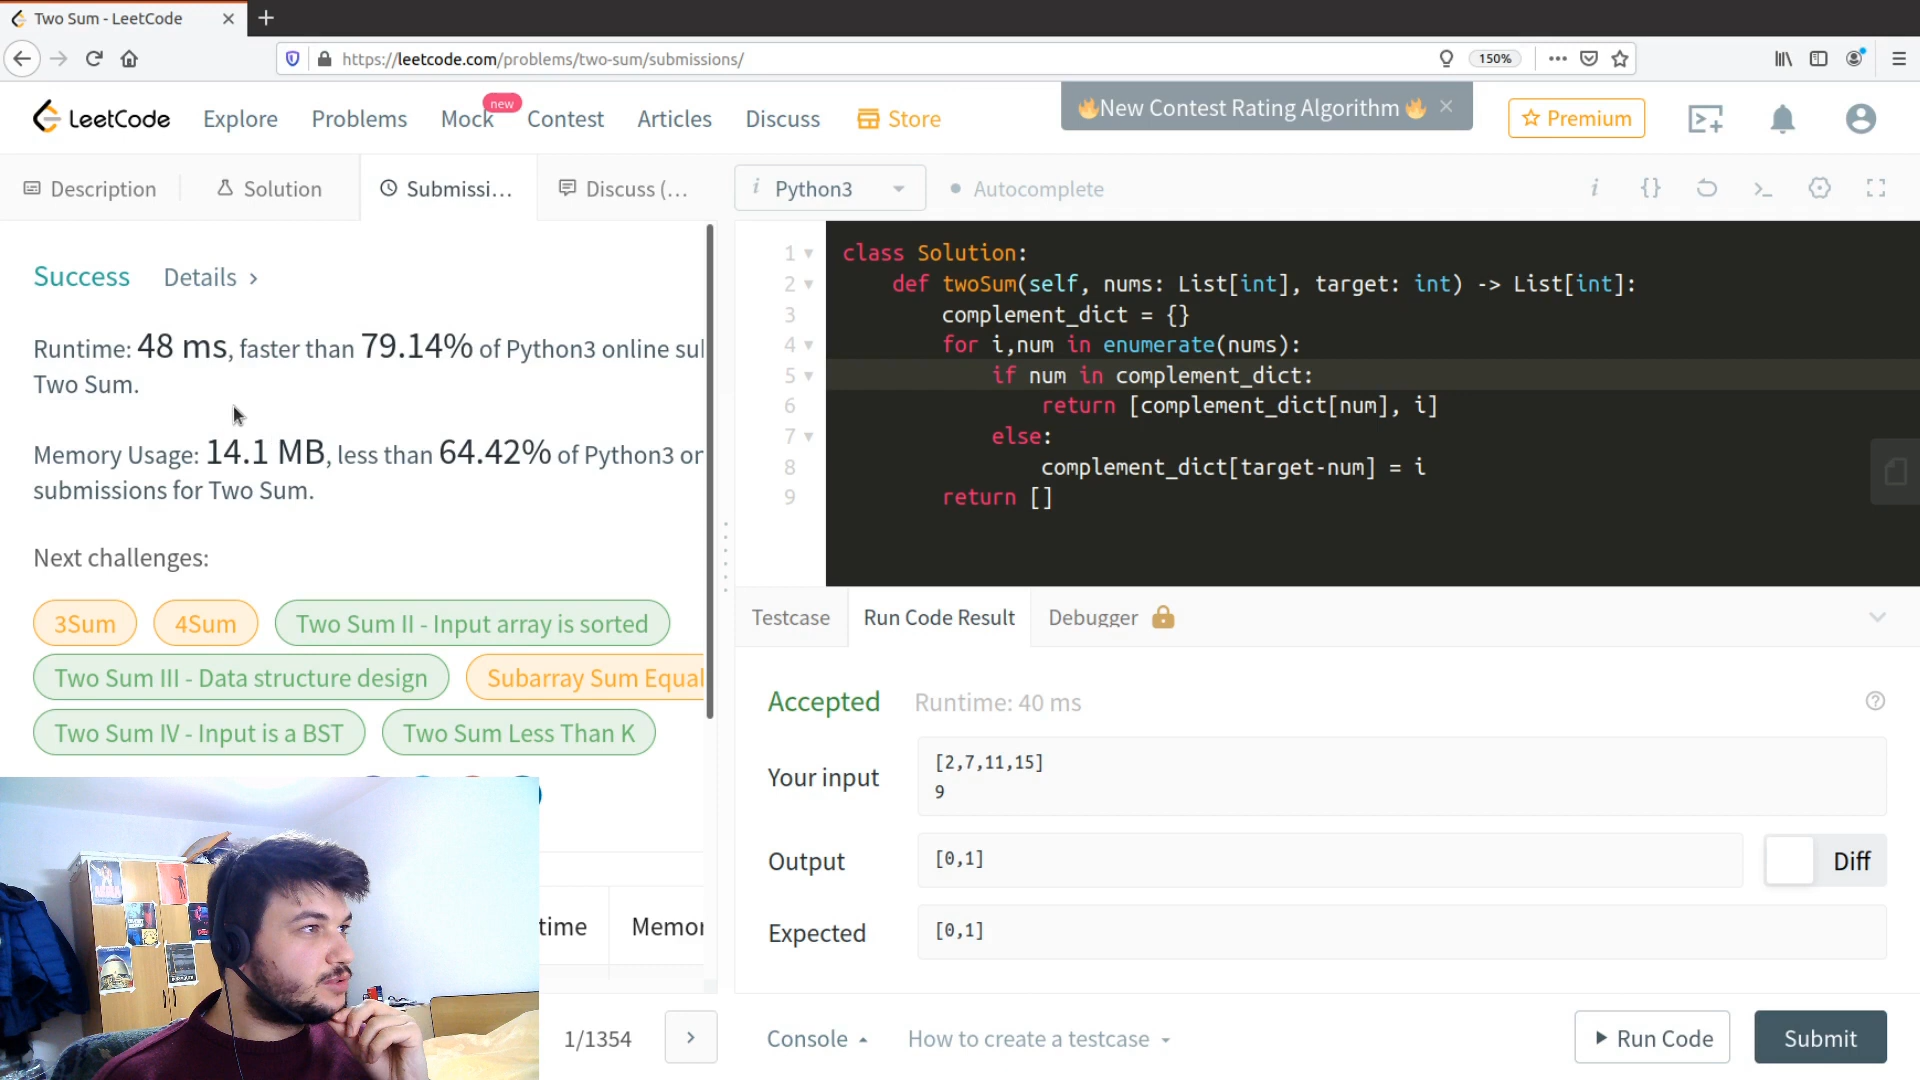 Two Sum - LeetCode
https://leetcode.com/problems/two-sum/submissions/
150%
LeetCode
Explore
Problems
Mock
new
Contest
Articles
Discuss
Store
🔥New Contest Rating Algorithm 🔥
Premium
Description
Solution
Submissi...
Discuss (...
Python3
Autocomplete
Success
Details
Runtime: 48 ms, faster than 79.14% of Python3 online sul
Two Sum.
Memory Usage: 14.1 MB, less than 64.42% of Python3 or
submissions for Two Sum.
Next challenges:
3Sum
4Sum
Two Sum II - Input array is sorted
Two Sum III - Data structure design
Subarray Sum Equal
Two Sum IV - Input is a BST
Two Sum Less Than K
time
Memor
1/1354
1 class Solution:
2 def twoSum(self, nums: List[int], target: int) -> List[int]:
3 complement_dict = {}
4 for i,num in enumerate(nums):
5 if num in complement_dict:
6 return [complement_dict[num], i]
7 else:
8 complement_dict[target-num] = i
9 return []
Testcase
Run Code Result
Debugger
Accepted
Runtime: 40 ms
Your input
[2,7,11,15]
9
Output
[0,1]
Diff
Expected
[0,1]
Console
How to create a testcase
Run Code
Submit